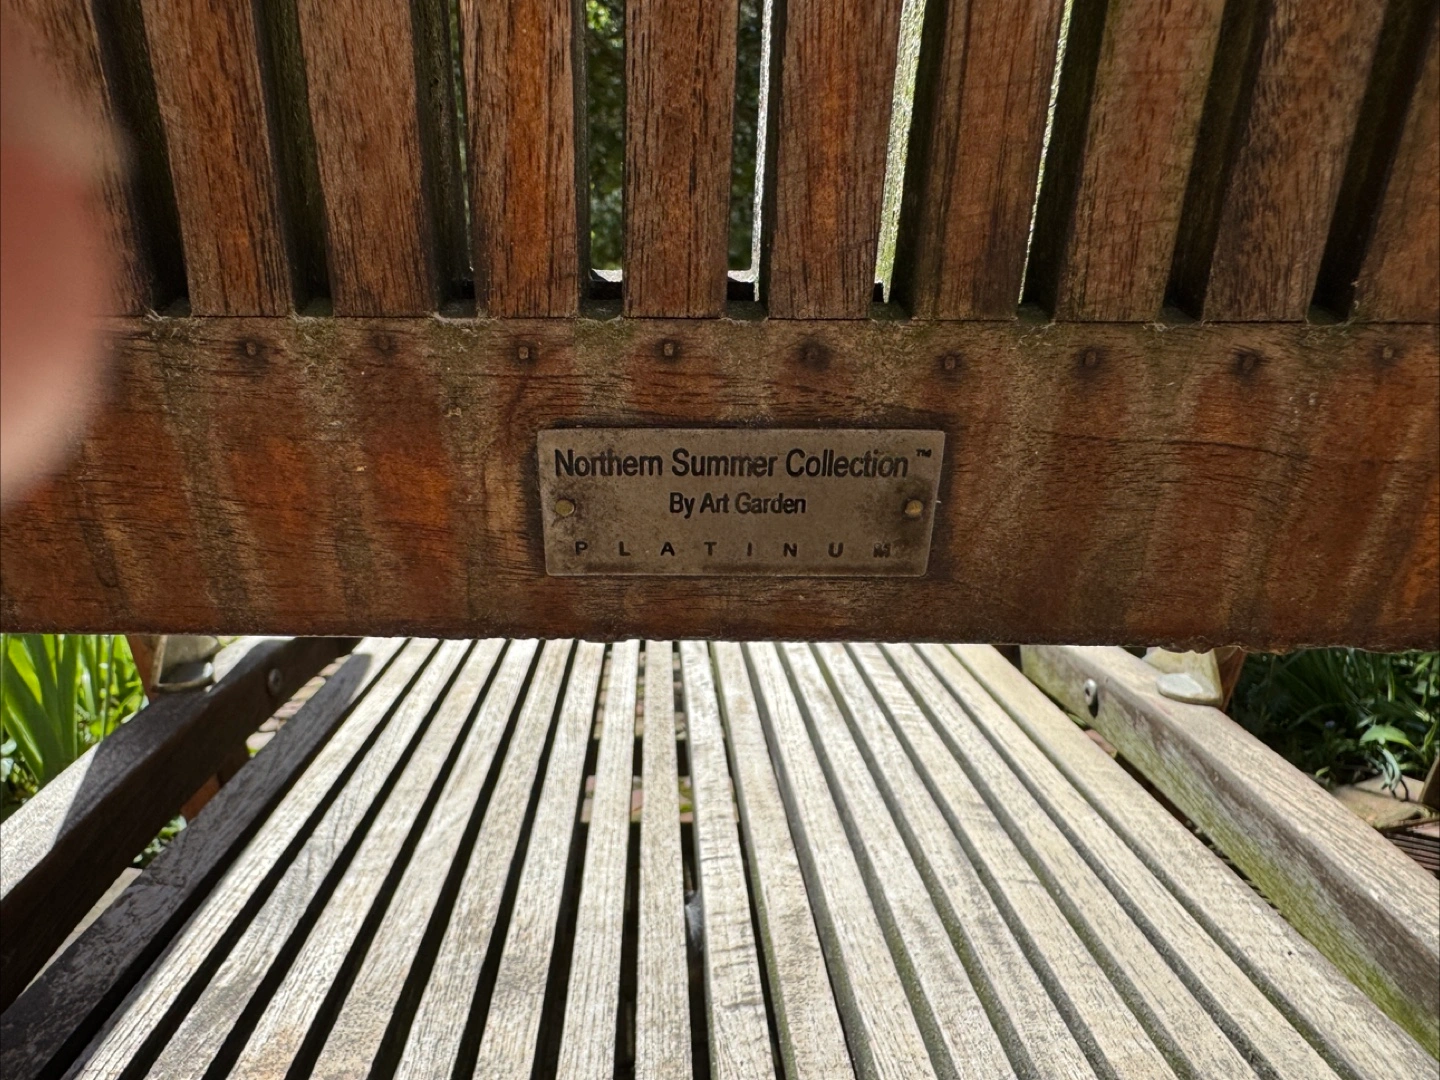 Northern Summer Collection™
By Art Garden
PLATINUM